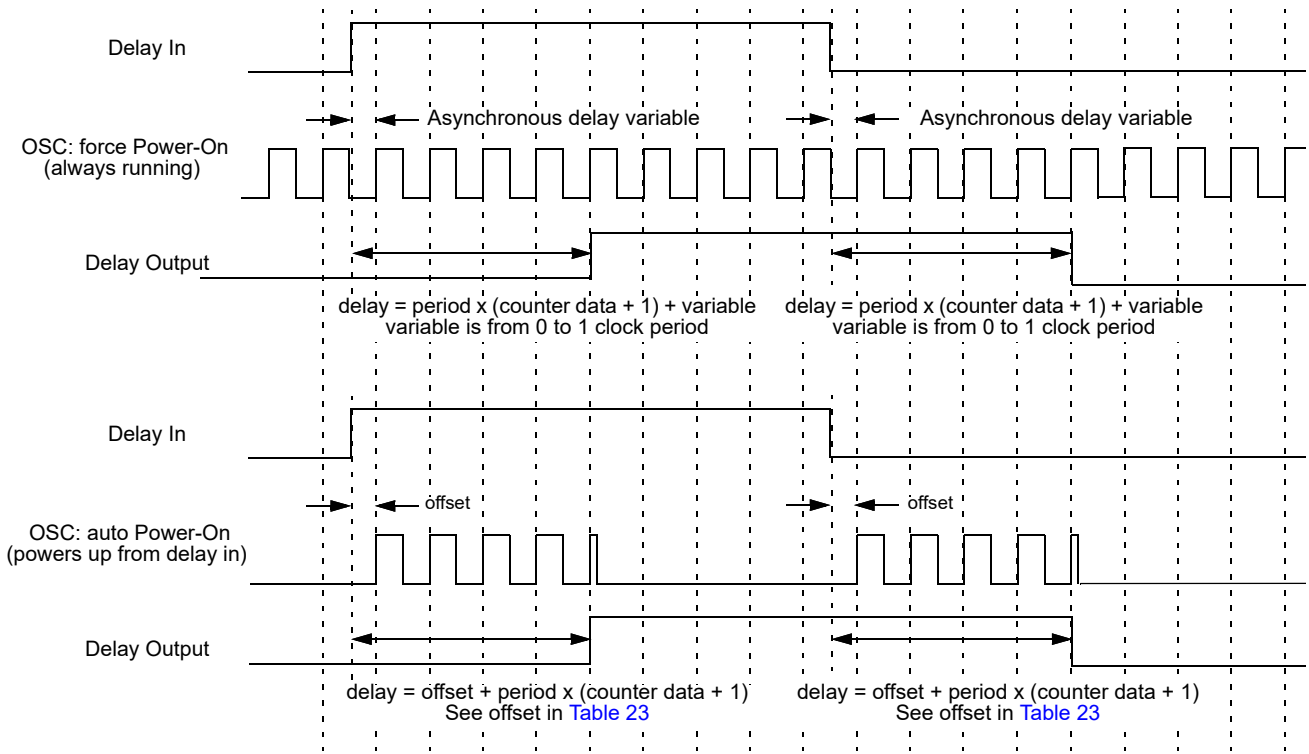 Delay In
Asynchronous delay variable
Asynchronous delay variable
OSC: force Power-On
(always running)
Delay Output
delay = period x (counter data + 1) + variable
variable is from 0 to 1 clock period
delay = period x (counter data + 1) + variable
variable is from 0 to 1 clock period
Delay In
offset
offset
OSC: auto Power-On
(powers up from delay in)
Delay Output
delay = offset + period x (counter data + 1)
See offset in Table 23
delay = offset + period x (counter data + 1)
See offset in Table 23